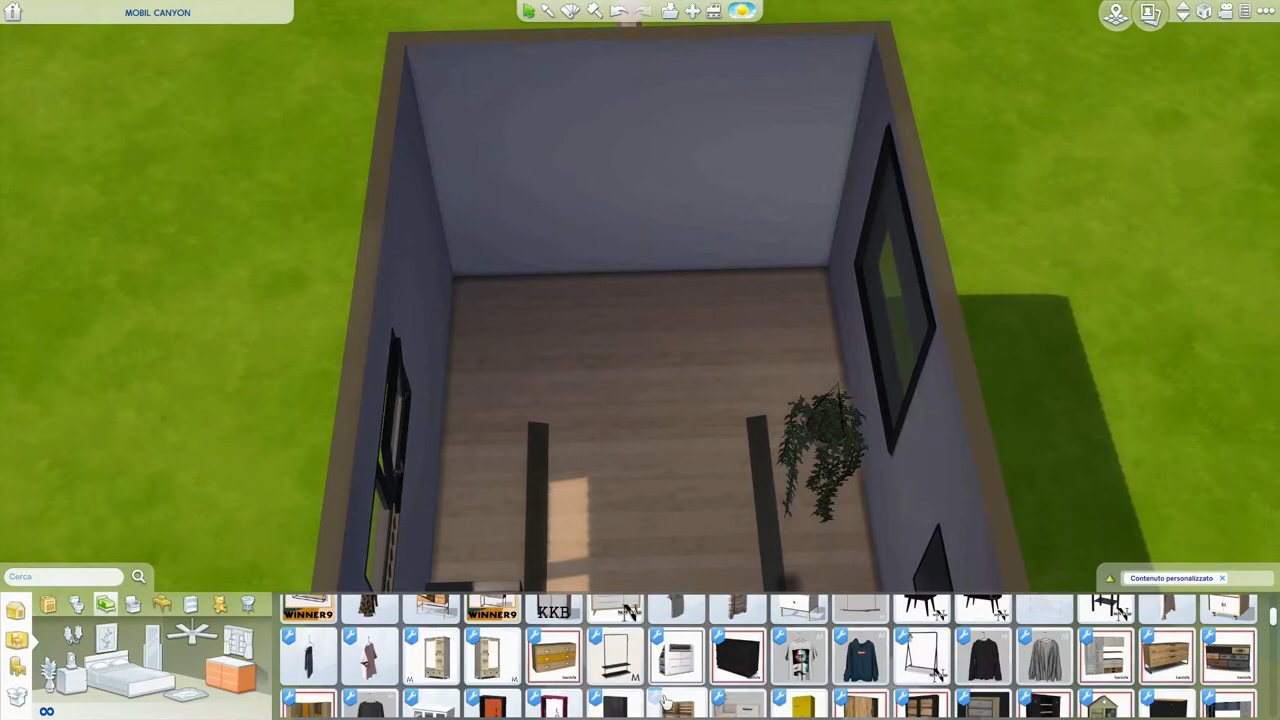 MOBIL CANYON
Cerca
Contenuto personalizzato
WINNER9
WINNER9
KKB